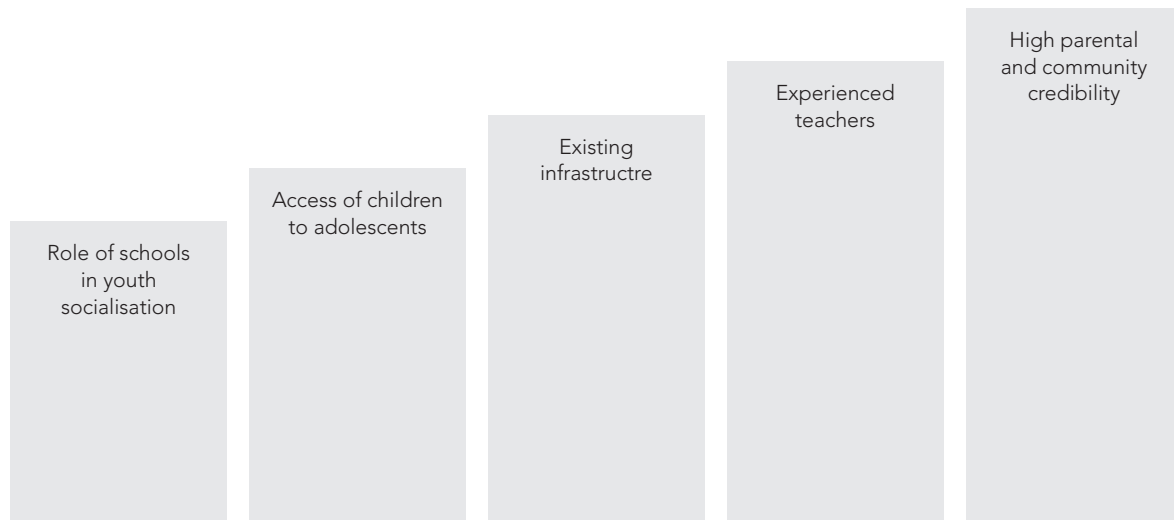 Role of schools
in youth
socialisation
Access of children
to adolescents
Existing
infrastructre
Experienced
teachers
High parental
and community
credibility